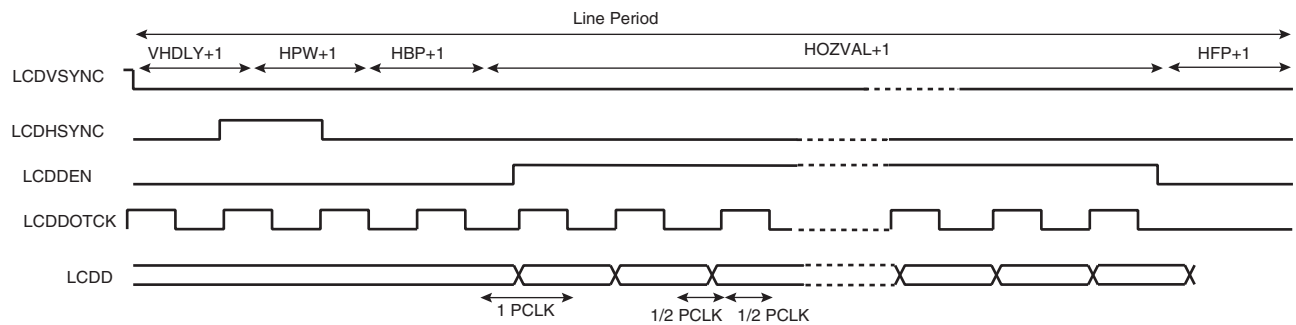 Line Period
VHDLY+1
HPW+1
HBP+1
HOZVAL+1
HFP+1
LCDVSYNC
LCDHSYNC
LCDDEN
LCDDOTCK
LCDD
1 PCLK
1/2 PCLK
1/2 PCLK